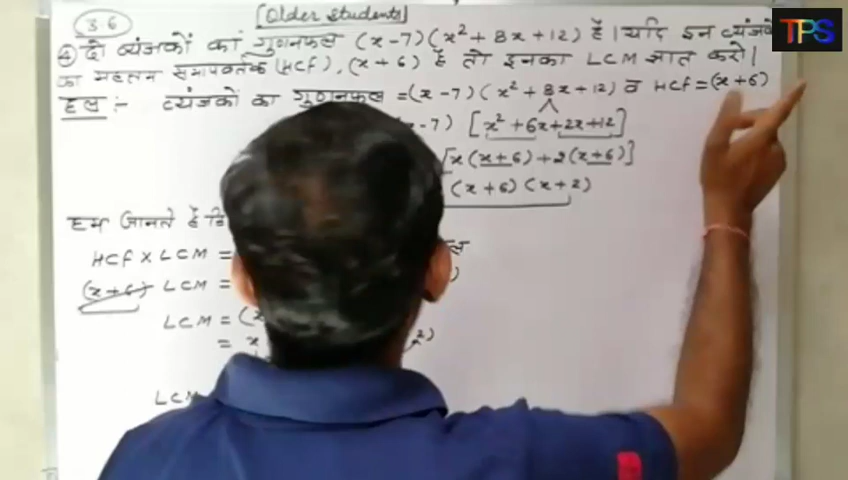 3.6
[Older Students]
TPS
④ दो व्यंजकों का गुणनफल (x-7)(x²+8x+12) है। यदि इन व्यंजको
का महत्तम समापवर्तक (HCf), (x+6) है तो इनका LCM ज्ञात करो।
हल :- व्यंजकों का गुणनफल =(x-7)(x²+8x+12) व HCf =(x+6)
-7) [x²+6x+2x+12]
[x(x+6)+2(x+6)]
(x+6)(x+2)
हम जानते है
HCf x LCM =
(x+6) LCM =
LCM = (x
= x
LCM